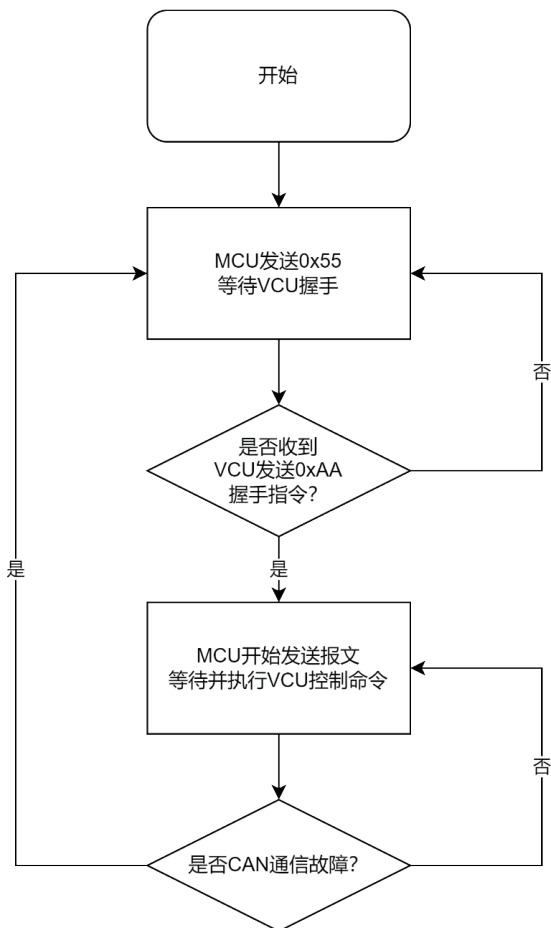 开始
MCU发送0x55
等待VCU握手
否
是否收到
VCU发送0xAA
握手指令?
是
是
MCU开始发送报文
等待并执行VCU控制命令
否
是否CAN通信故障?